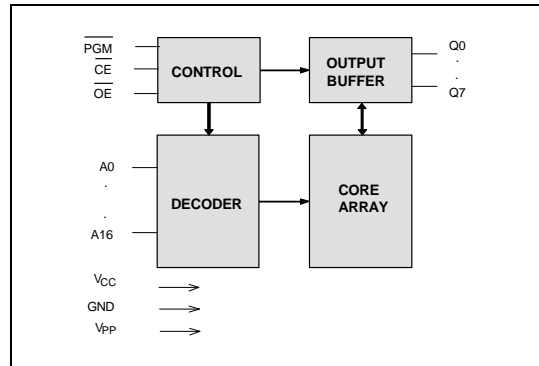 PGM
CE
OE
CONTROL
OUTPUT
BUFFER
Q0
.
.
Q7
A0
.
.
A16
DECODER
CORE
ARRAY
VCC
GND
VPP